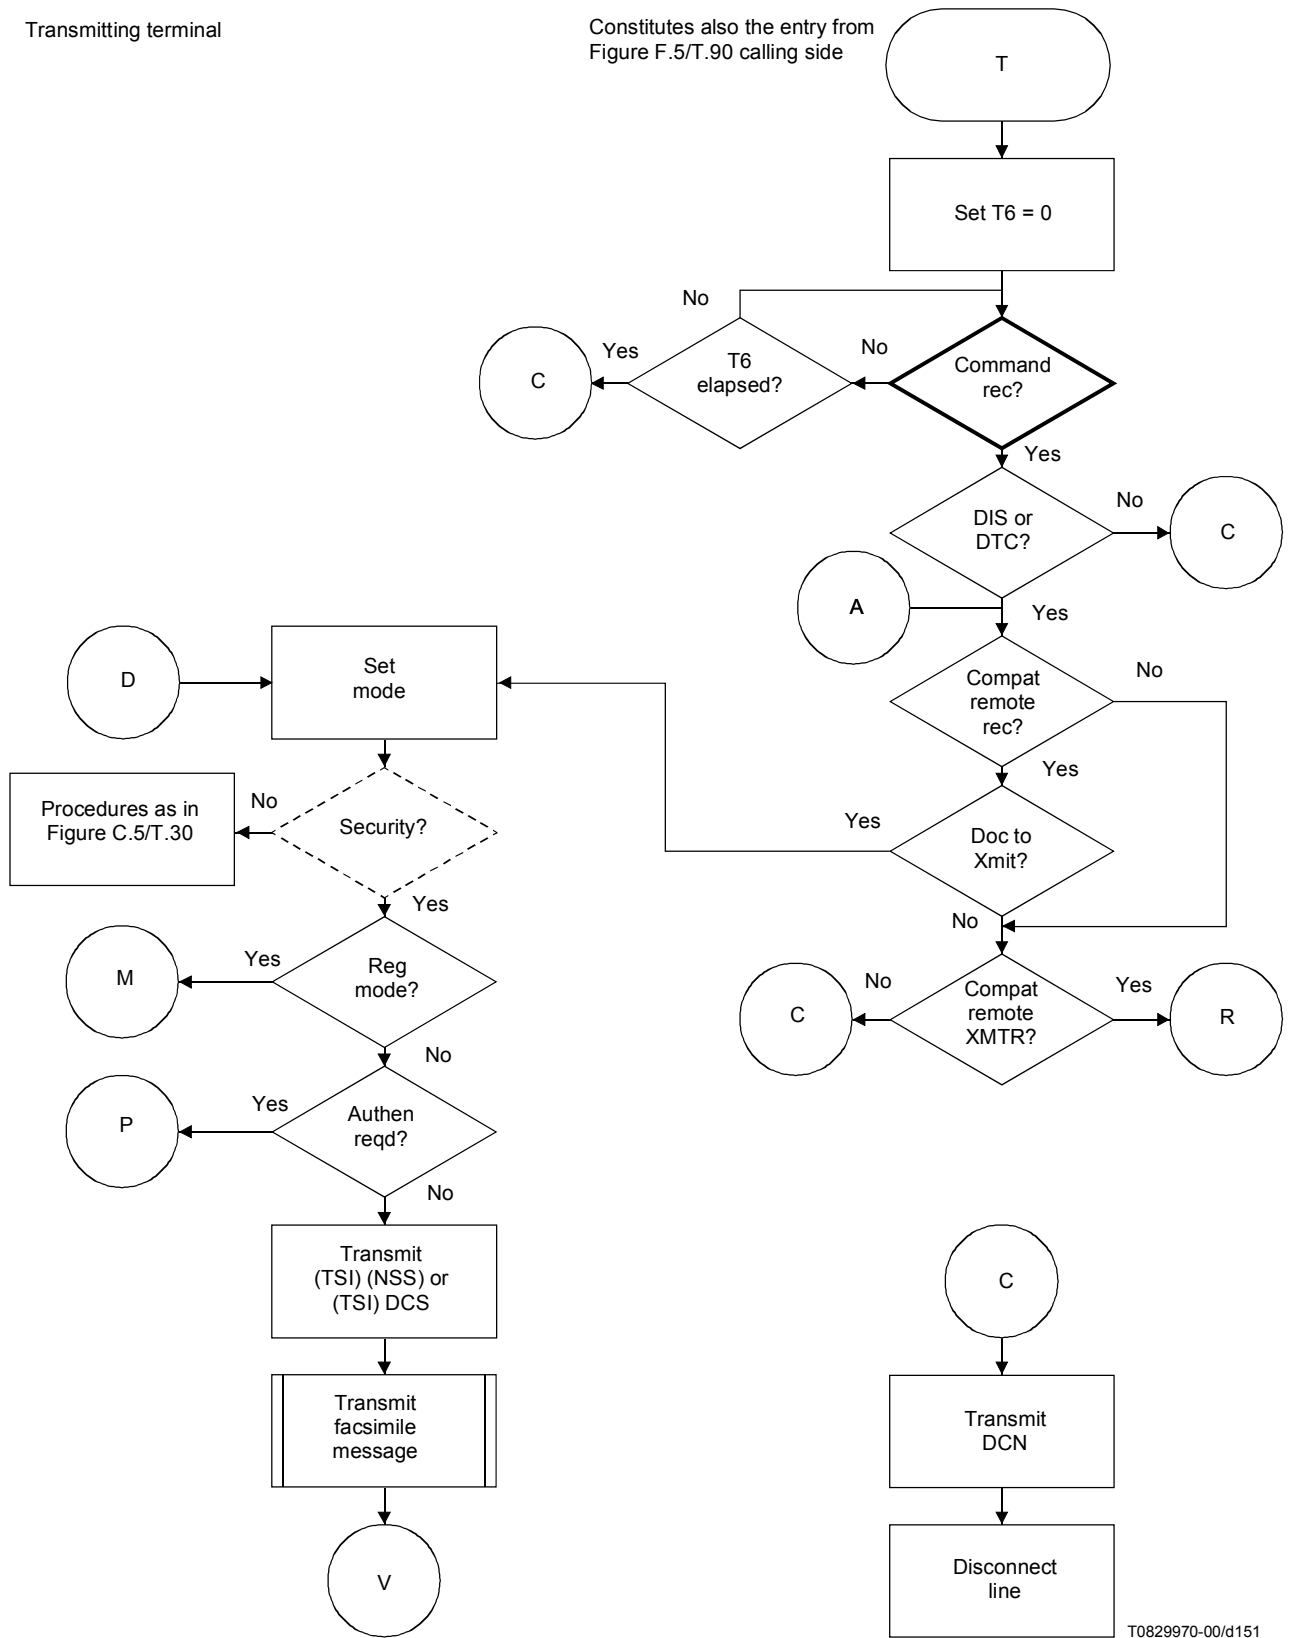 Transmitting terminal
Constitutes also the entry from
Figure F.5/T.90 calling side
T
Set T6 = 0
No
C
Yes
T6
elapsed?
No
Command
rec?
Yes
DIS or
DTC?
No
C
A
Yes
D
Set
mode
Compat
remote
rec?
No
Yes
Procedures as in
Figure C.5/T.30
No
Security?
Yes
Yes
Doc to
Xmit?
No
M
Yes
Reg
mode?
No
C
No
Compat
remote
XMTR?
Yes
R
P
Yes
Authen
reqd?
No
Transmit
(TSI) (NSS) or
(TSI) DCS
C
Transmit
facsimile
message
Transmit
DCN
V
Disconnect
line
T0829970-00/d151